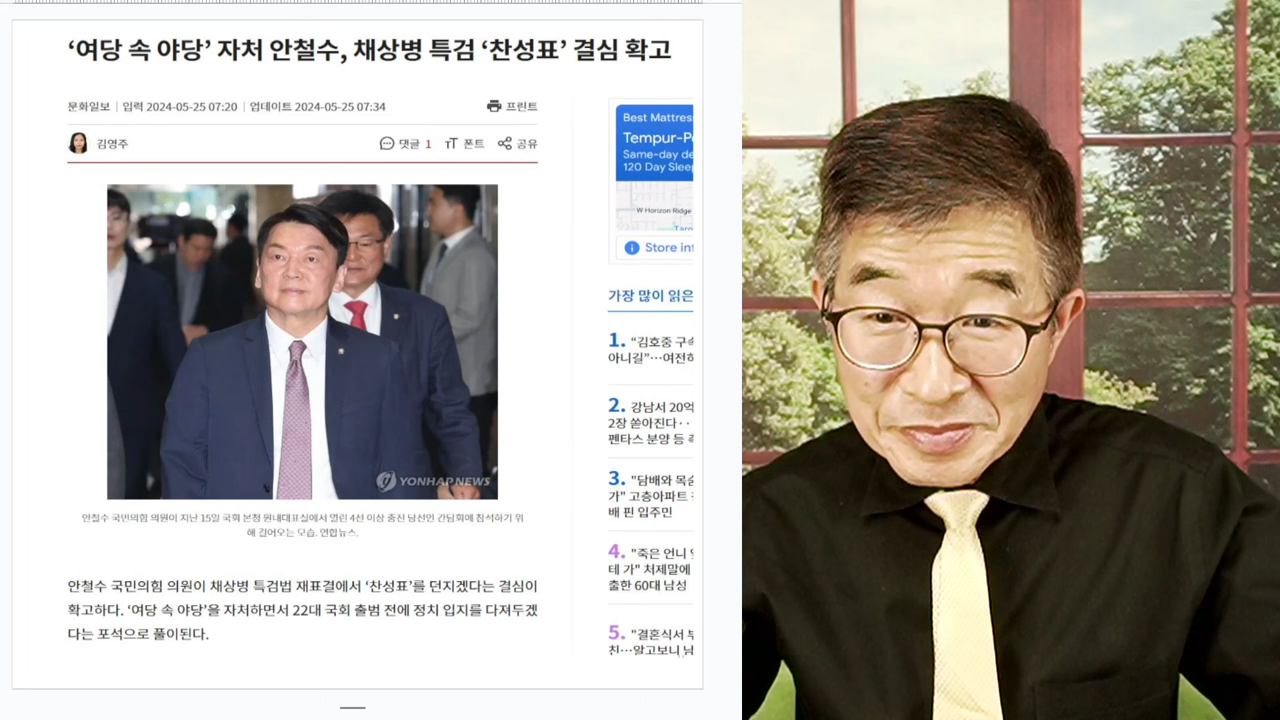 ‘여당 속 야당’ 자처 안철수, 채상병 특검 ‘찬성표’ 결심 확고
문화일보 | 입력 2024-05-25 07:20 | 업데이트 2024-05-25 07:34
프린트
김영주
댓글 1
폰트
공유
YONHAP NEWS
안철수 국민의힘 의원이 지난 15일 국회 본청 원내대표실에서 열린 4선 이상 중진 당선인 간담회에 참석하기 위
해 걸어오는 모습. 연합뉴스.
안철수 국민의힘 의원이 채상병 특검법 재표결에서 ‘찬성표’를 던지겠다는 결심이
확고하다. ‘여당 속 야당’을 자처하면서 22대 국회 출범 전에 정치 입지를 다져두겠
다는 포석으로 풀이된다.
Best Mattres
Tempur-P
Same-day de
120 Day Sleep
W Horizon Ridge
Targ
Store inf
가장 많이 읽은
1. “김호중 구속
아니길”…여전히
2. 강남서 20억
2장 쏟아진다··
펜타스 분양 등
3. "담배와 목숨
가" 고층아파트
배 핀 입주민
4. "죽은 언니
테 가" 처제말에
출한 60대 남성
5. "결혼식서 부
친…알고보니 남